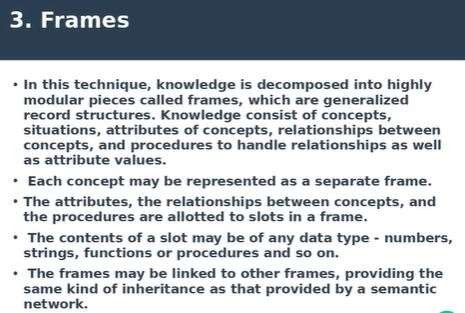 3. Frames
• In this technique, knowledge is decomposed into highly
modular pieces called frames, which are generalized
record structures. Knowledge consist of concepts,
situations, attributes of concepts, relationships between
concepts, and procedures to handle relationships as well
as attribute values.
• Each concept may be represented as a separate frame.
• The attributes, the relationships between concepts, and
the procedures are allotted to slots in a frame.
• The contents of a slot may be of any data type - numbers,
strings, functions or procedures and so on.
• The frames may be linked to other frames, providing the
same kind of inheritance as that provided by a semantic
network.